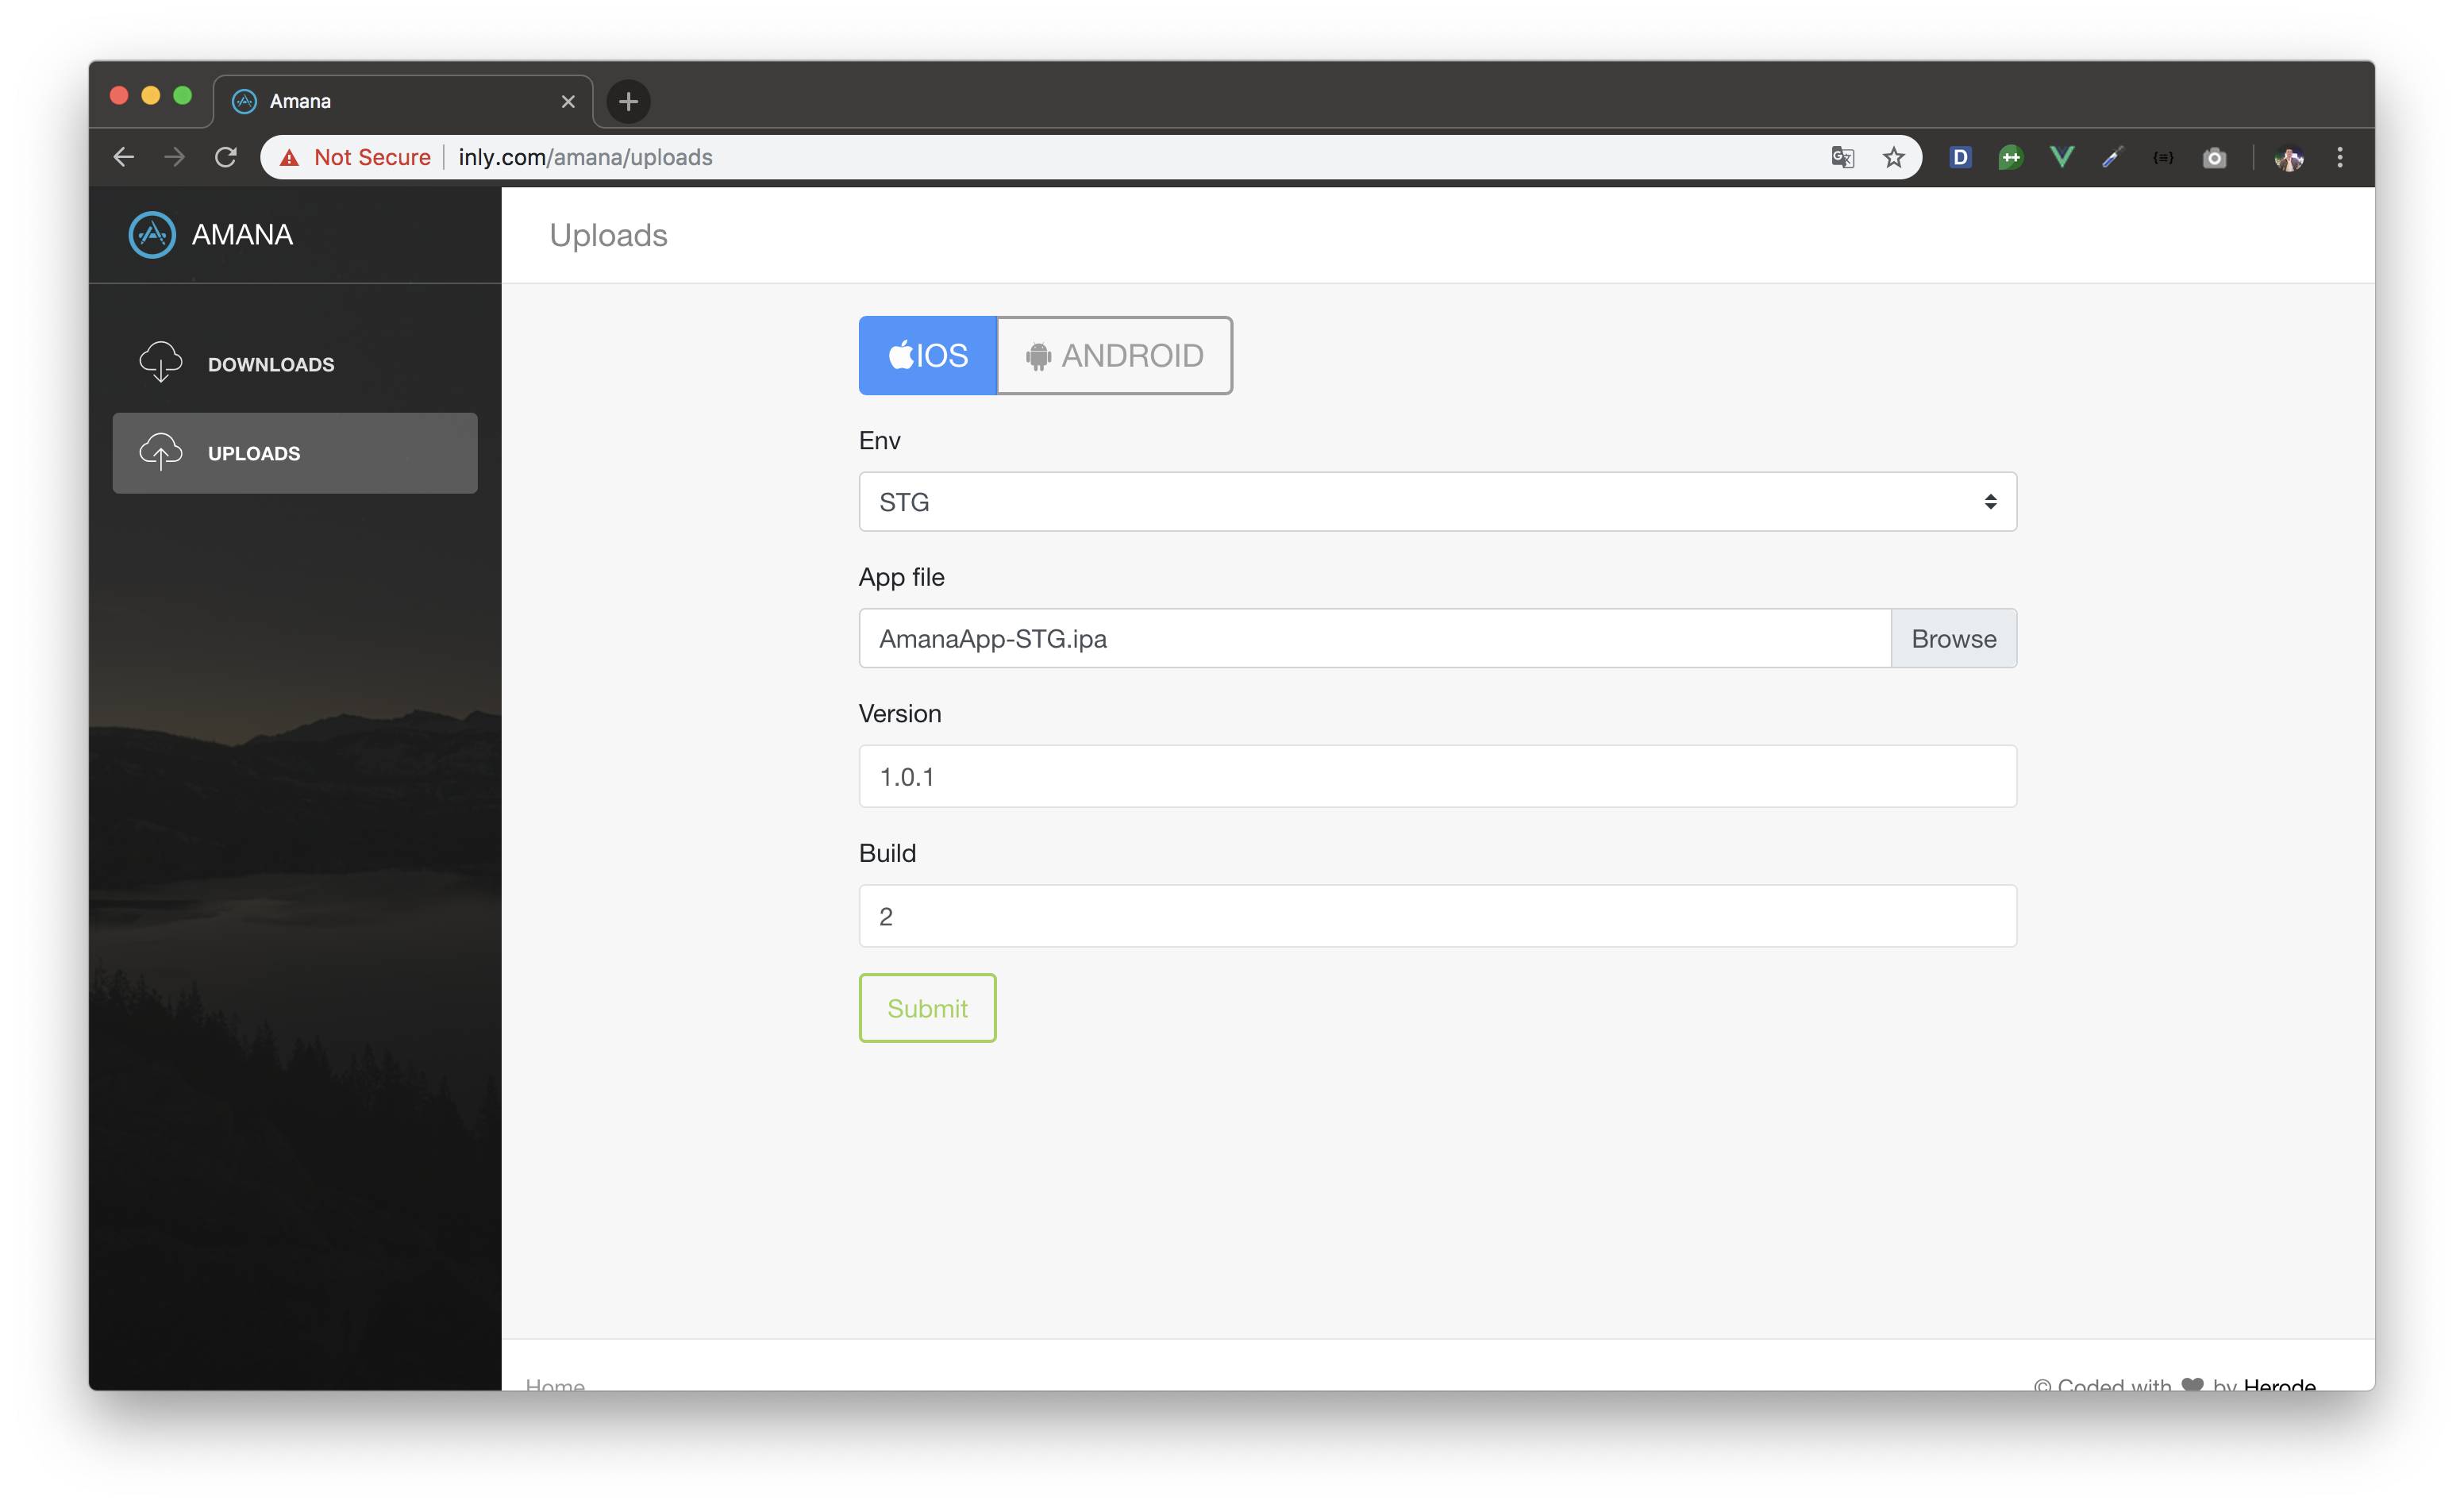 Amana
Not Secure inly.com/amana/uploads
D
AMANA
Uploads
DOWNLOADS
UPLOADS
IOS
ANDROID
Env
STG
App file
AmanaApp-STG.ipa
Browse
Version
1.0.1
Build
2
Submit
Home
© Coded with by Herode